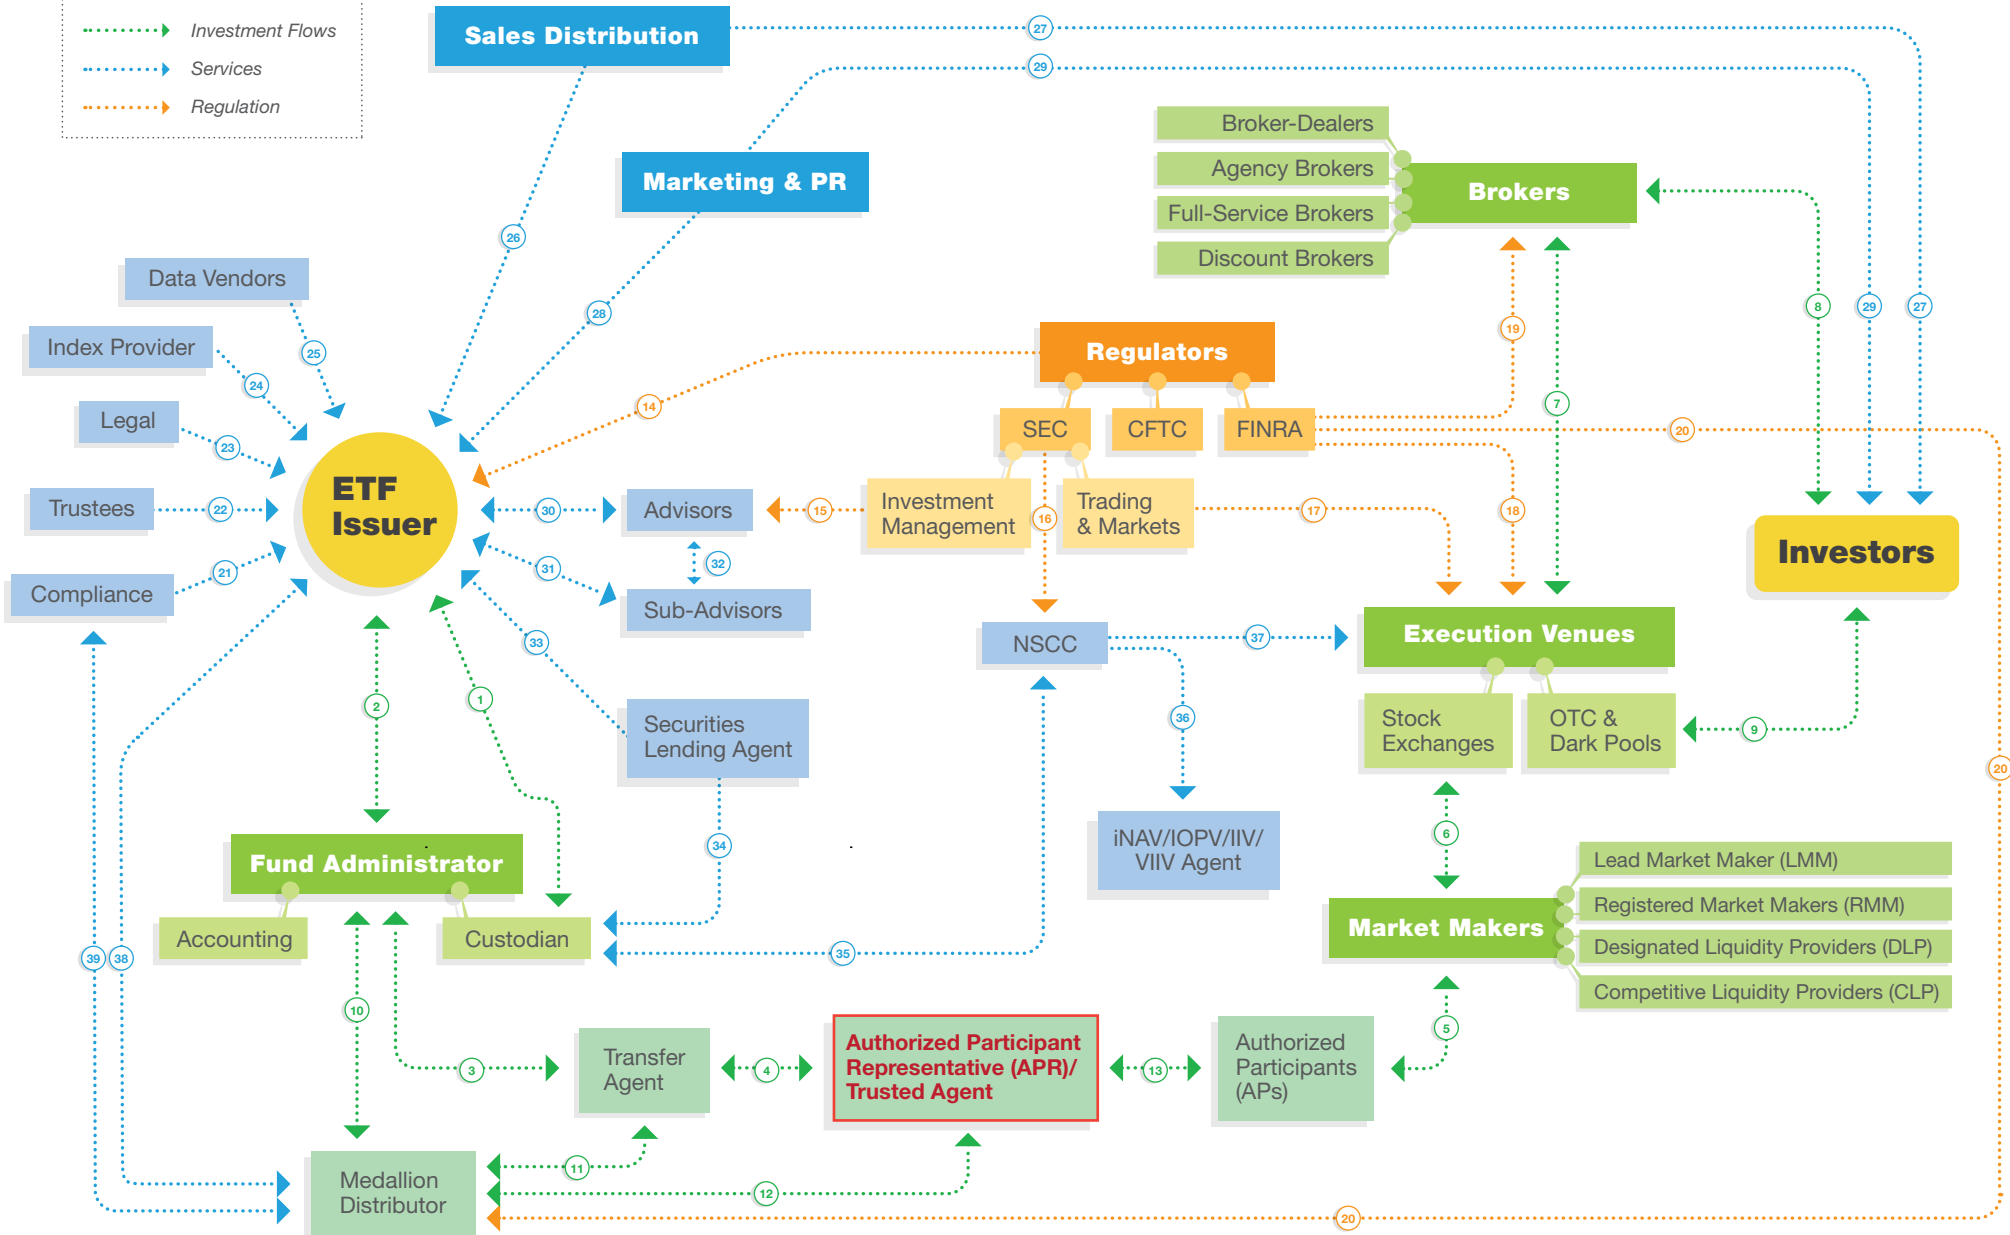 Investment Flows
Services
Regulation
Sales Distribution
27
29
Marketing & PR
Broker-Dealers
Agency Brokers
Full-Service Brokers
Discount Brokers
Brokers
26
28
Data Vendors
Index Provider
Legal
Trustees
Compliance
25
24
23
22
21
ETF
Issuer
14
Regulators
SEC
CFTC
FINRA
19
7
8
29
27
20
30
Advisors
15
Investment
Management
16
Trading
& Markets
17
18
Investors
31
32
Sub-Advisors
33
NSCC
37
Execution Venues
2
1
Securities
Lending Agent
36
Stock
Exchanges
OTC &
Dark Pools
9
20
34
iNAV/IOPV/IIV/
VIIV Agent
6
Fund Administrator
Accounting
Custodian
35
39
38
Market Makers
Lead Market Maker (LMM)
Registered Market Makers (RMM)
Designated Liquidity Providers (DLP)
Competitive Liquidity Providers (CLP)
10
3
Transfer
Agent
4
Authorized Participant
Representative (APR)/
Trusted Agent
13
Authorized
Participants
(APs)
5
Medallion
Distributor
11
12
20